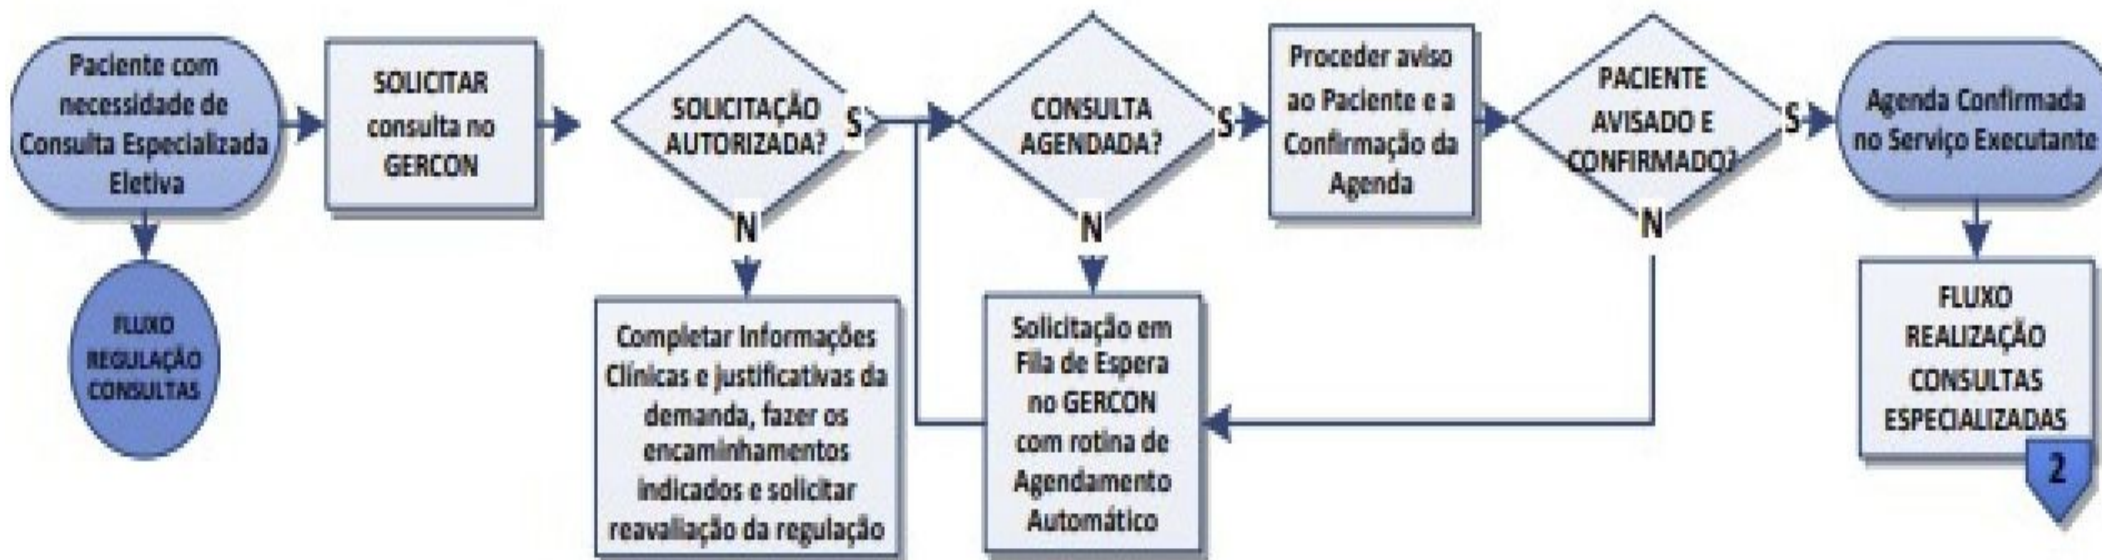 Paciente com
necessidade de
Consulta Especializada
Eletiva
FLUXO
REGULAÇÃO
CONSULTAS
SOLICITAR
consulta no
GERCON
SOLICITAÇÃO
AUTORIZADA?
S
N
Completar Informações
Clínicas e justificativas da
demanda, fazer os
encaminhamentos
indicados e solicitar
reavaliação da regulação
CONSULTA
AGENDADA?
S
N
Solicitação em
Fila de Espera
no GERCON
com rotina de
Agendamento
Automático
Proceder aviso
ao Paciente e a
Confirmação da
Agenda
PACIENTE
AVISADO E
CONFIRMADO?
S
N
Agenda Confirmada
no Serviço Executante
FLUXO
REALIZAÇÃO
CONSULTAS
ESPECIALIZADAS
2